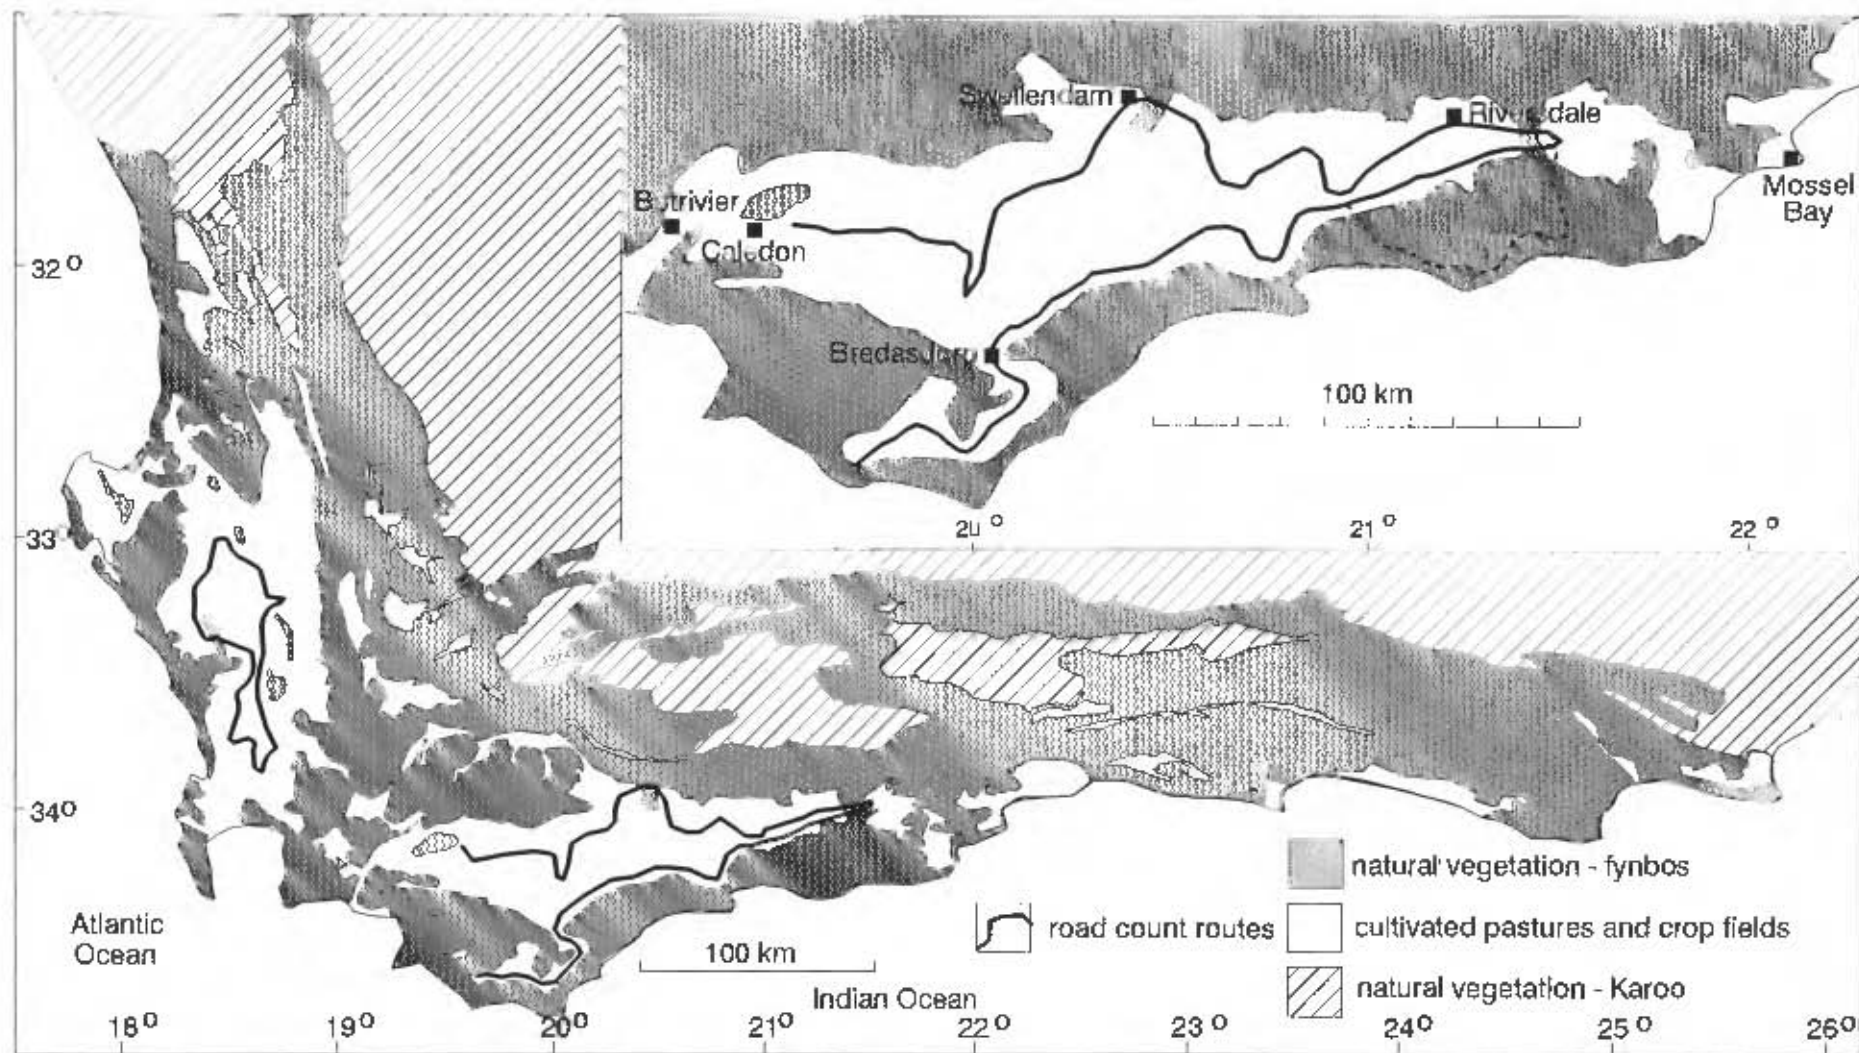 Swellendam
Riversdale
Botrivier
Caledon
Mossel
Bay
Bredasdorp
100 km
20°
21°
22°
32°
33°
34°
Atlantic
Ocean
100 km
Indian Ocean
road count routes
natural vegetation - fynbos
cultivated pastures and crop fields
natural vegetation - Karoo
18°
19°
20°
21°
22°
23°
24°
25°
26°